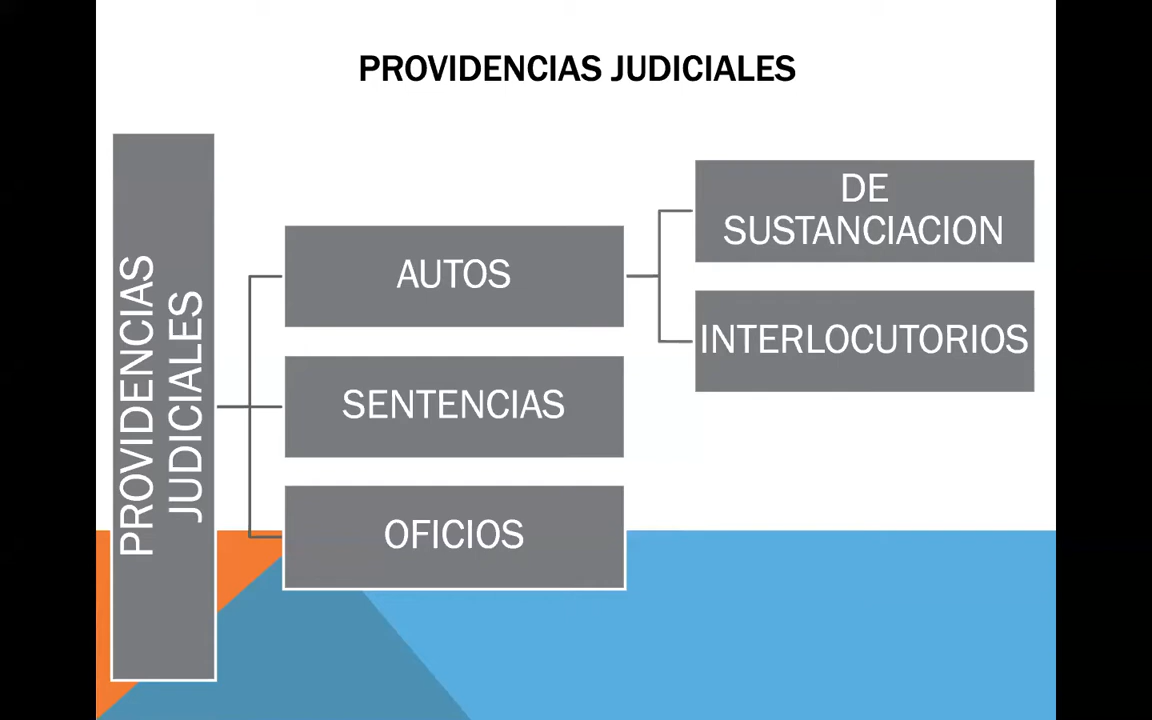 PROVIDENCIAS JUDICIALES
PROVIDENCIAS
JUDICIALES
AUTOS
SENTENCIAS
OFICIOS
DE
SUSTANCIACION
INTERLOCUTORIOS